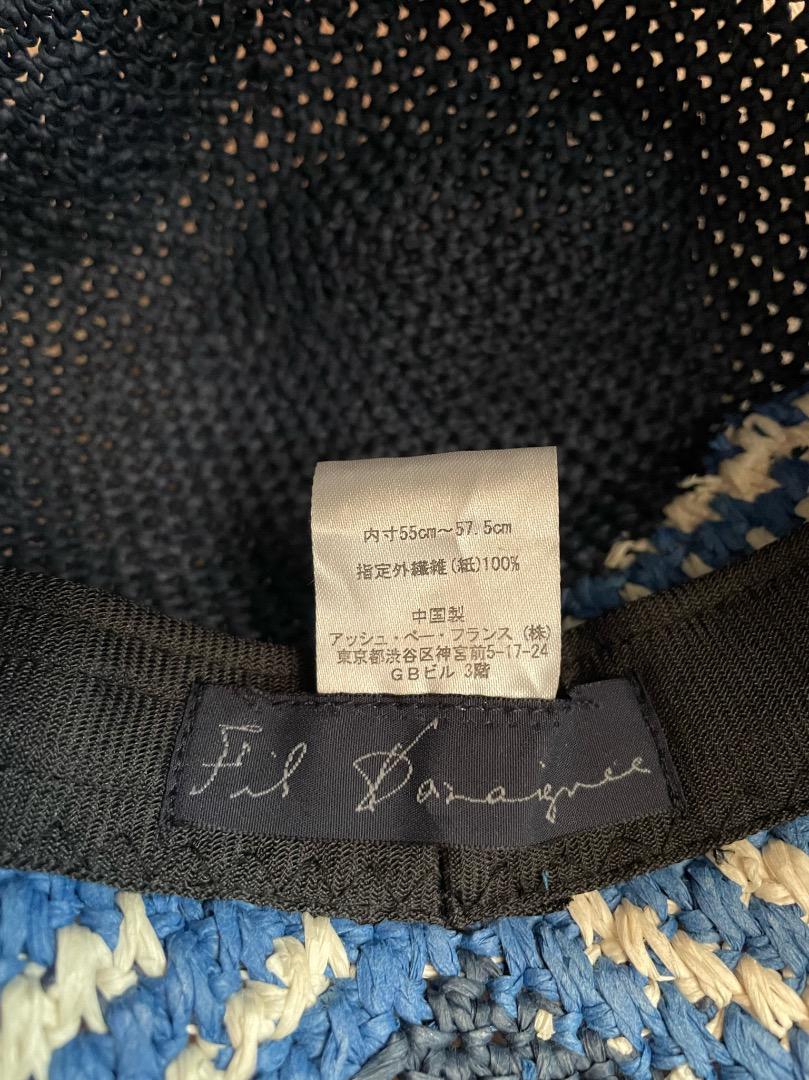 内寸55cm～57.5cm
指定外繊維(紙)100%
中国製
アッシュ・ペー・フランス(株)
東京都渋谷区神宮前5-17-24
GBビル 3階
Fil D'araignée